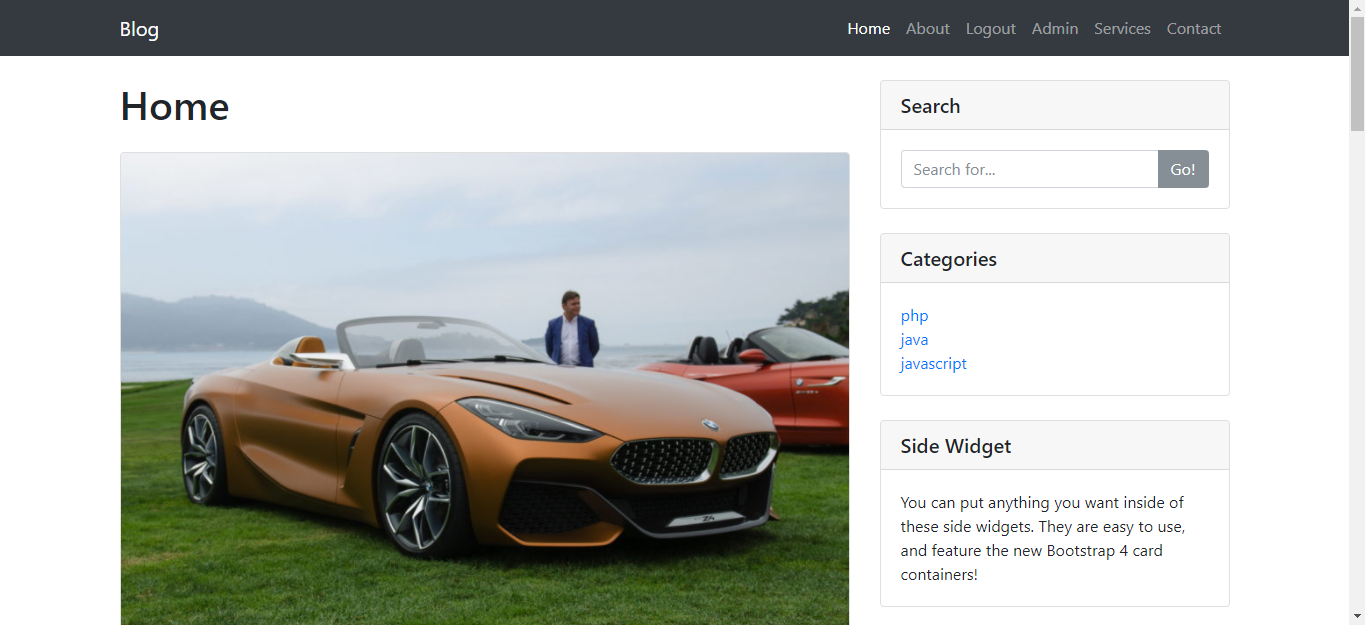 Blog
Home About Logout Admin Services Contact
Home
Search
Search for...
Go!
Categories
php
java
javascript
Side Widget
You can put anything you want inside of
these side widgets. They are easy to use,
and feature the new Bootstrap 4 card
containers!
Z4